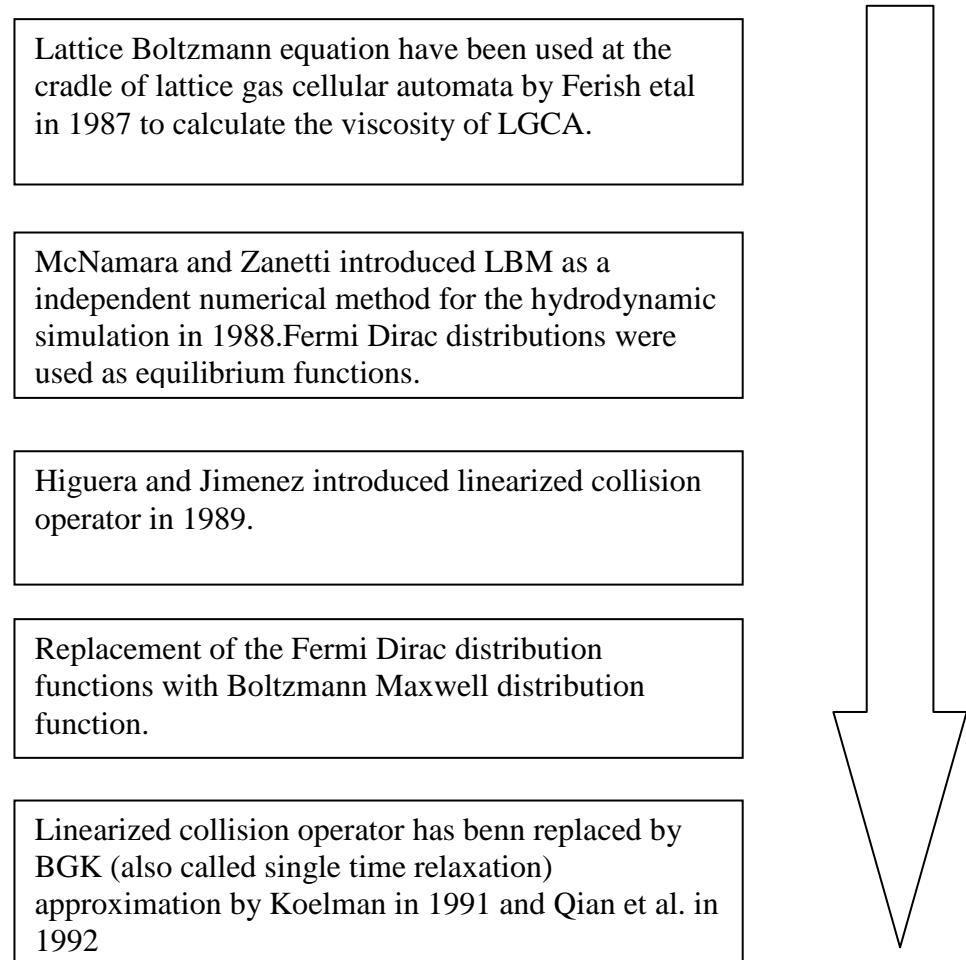 Lattice Boltzmann equation have been used at the
cradle of lattice gas cellular automata by Ferish etal
in 1987 to calculate the viscosity of LGCA.
McNamara and Zanetti introduced LBM as a
independent numerical method for the hydrodynamic
simulation in 1988.Fermi Dirac distributions were
used as equilibrium functions.
Higuera and Jimenez introduced linearized collision
operator in 1989.
Replacement of the Fermi Dirac distribution
functions with Boltzmann Maxwell distribution
function.
Linearized collision operator has benn replaced by
BGK (also called single time relaxation)
approximation by Koelman in 1991 and Qian et al. in
1992